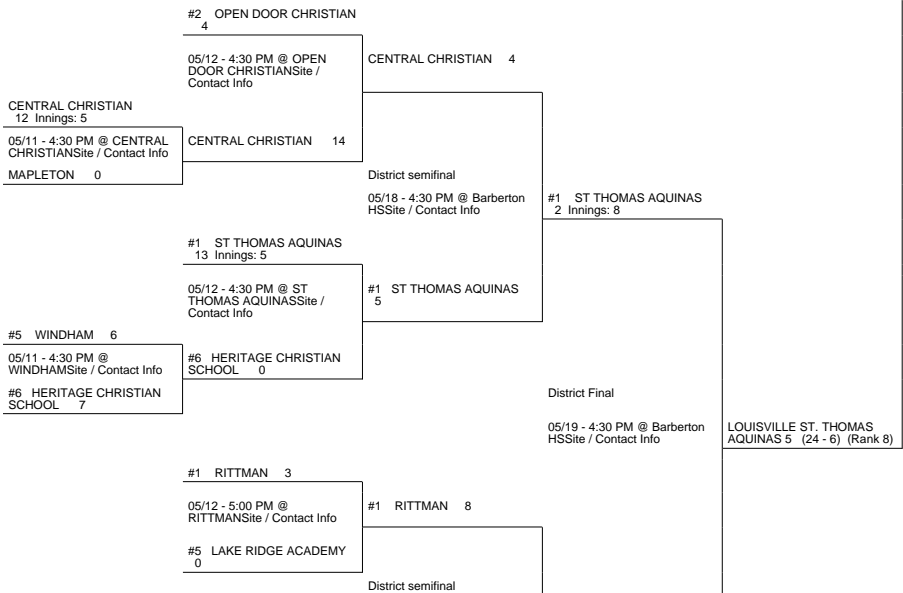 #2 OPEN DOOR CHRISTIAN
4
05/12 - 4:30 PM @ OPEN
DOOR CHRISTIANSite /
Contact Info
CENTRAL CHRISTIAN 4
CENTRAL CHRISTIAN
12 Innings: 5
05/11 - 4:30 PM @ CENTRAL
CHRISTIANSite / Contact Info
MAPLETON 0
CENTRAL CHRISTIAN 14
District semifinal
05/18 - 4:30 PM @ Barberton
HSSite / Contact Info
#1 ST THOMAS AQUINAS
2 Innings: 8
#1 ST THOMAS AQUINAS
13 Innings: 5
05/12 - 4:30 PM @ ST
THOMAS AQUINASSite /
Contact Info
#1 ST THOMAS AQUINAS
5
#5 WINDHAM 6
05/11 - 4:30 PM @
WINDHAMSite / Contact Info
#6 HERITAGE CHRISTIAN
SCHOOL 7
#6 HERITAGE CHRISTIAN
SCHOOL 0
District Final
05/19 - 4:30 PM @ Barberton
HSSite / Contact Info
LOUISVILLE ST. THOMAS
AQUINAS 5 (24 - 6) (Rank 8)
#1 RITTMAN 3
05/12 - 5:00 PM @
RITTMANSite / Contact Info
#1 RITTMAN 8
#5 LAKE RIDGE ACADEMY
0
District semifinal